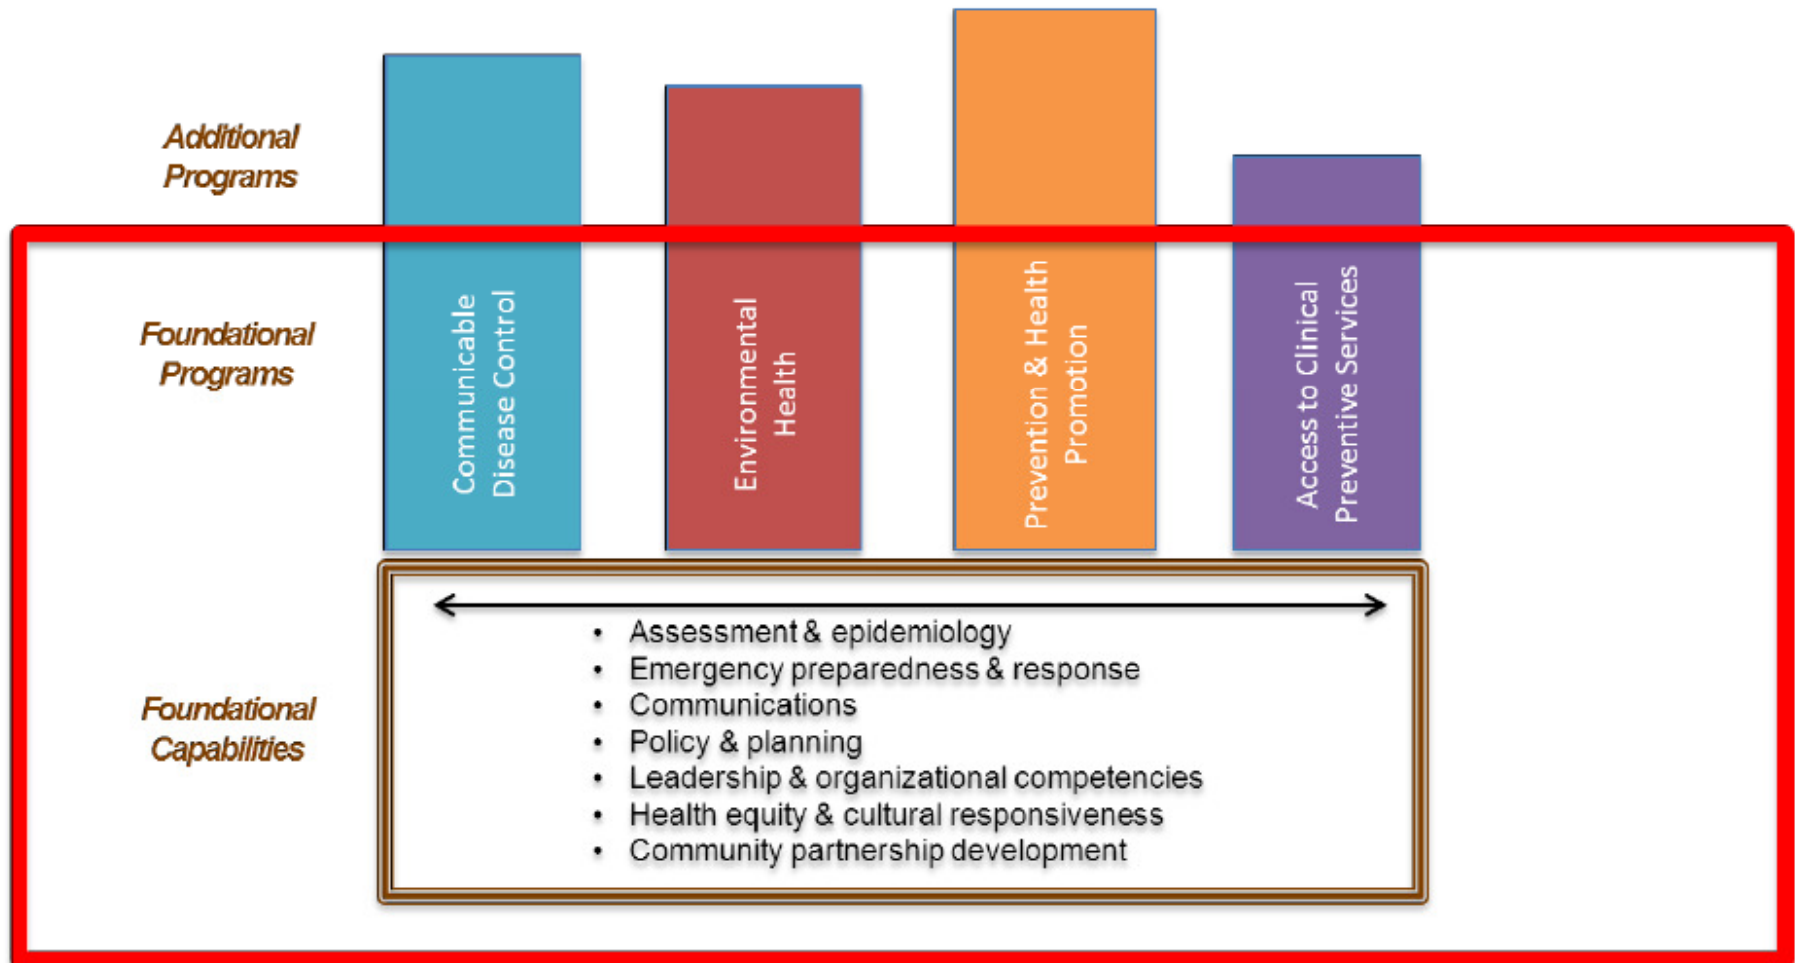 Additional
Programs
Foundational
Programs
Communicable
Disease Control
Environmental
Health
Prevention & Health
Promotion
Access to Clinical
Preventive Services
Foundational
Capabilities
• Assessment & epidemiology
• Emergency preparedness & response
• Communications
• Policy & planning
• Leadership & organizational competencies
• Health equity & cultural responsiveness
• Community partnership development